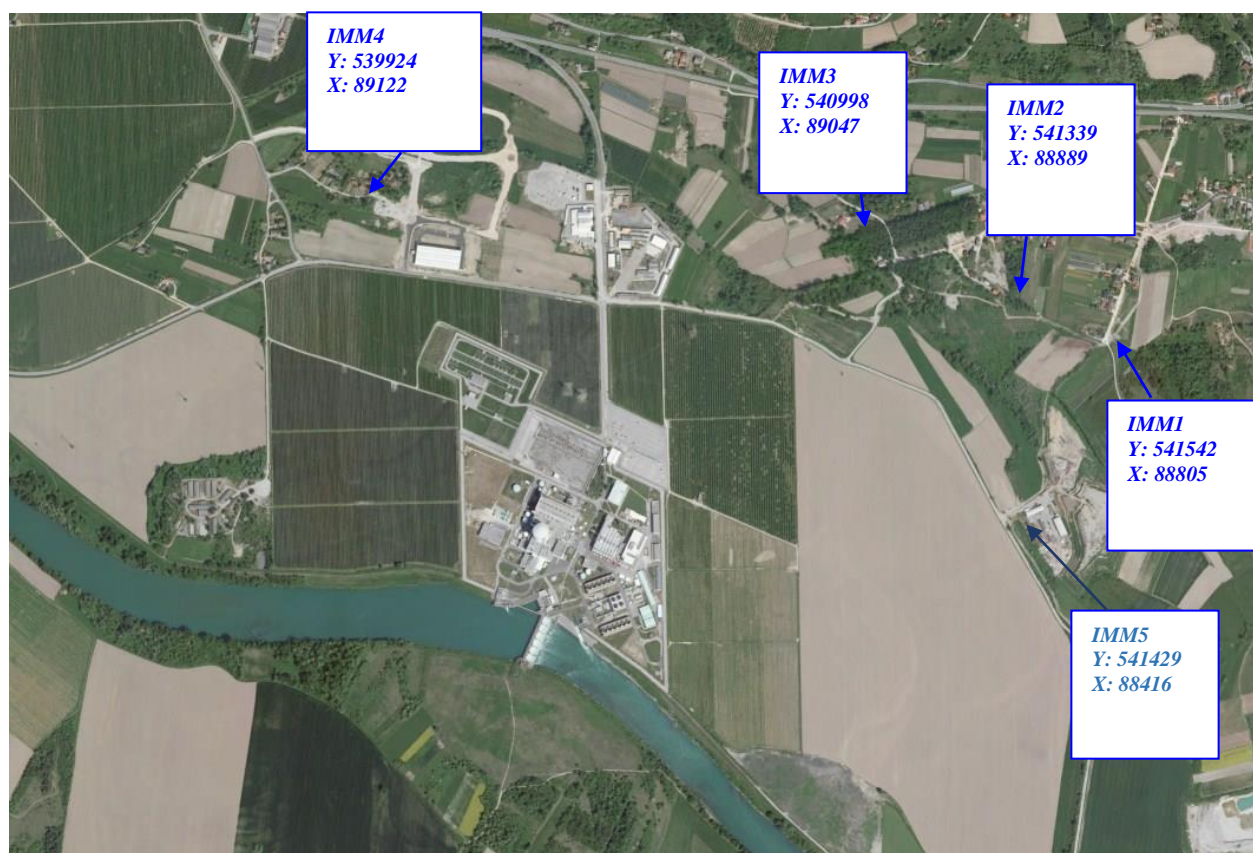 IMM4
Y: 539924
X: 89122
IMM3
Y: 540998
X: 89047
IMM2
Y: 541339
X: 88889
IMM1
Y: 541542
X: 88805
IMM5
Y: 541429
X: 88416